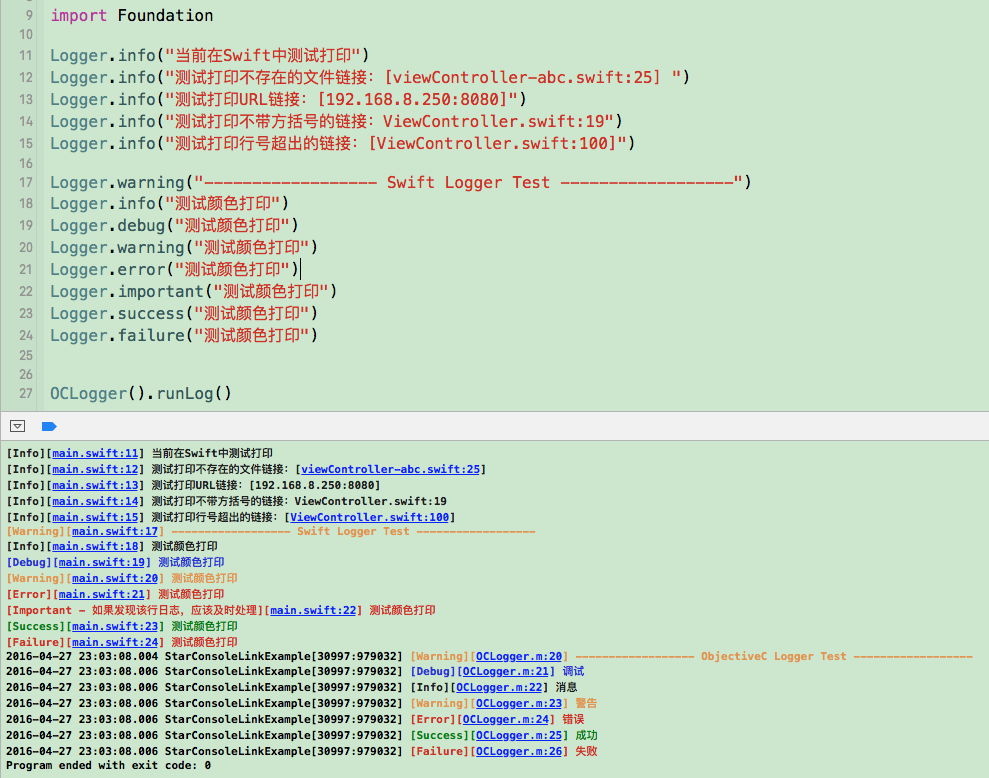 9 import Foundation
10
11 Logger.info("当前在Swift中测试打印")
12 Logger.info("测试打印不存在的文件链接: [viewController-abc.swift:25] ")
13 Logger.info("测试打印URL链接: [192.168.8.250:8080]")
14 Logger.info("测试打印不带方括号的链接: ViewController.swift:19")
15 Logger.info("测试打印行号超出的链接: [ViewController.swift:100]")
16
17 Logger.warning("------------------ Swift Logger Test ------------------")
18 Logger.info("测试颜色打印")
19 Logger.debug("测试颜色打印")
20 Logger.warning("测试颜色打印")
21 Logger.error("测试颜色打印")
22 Logger.important("测试颜色打印")
23 Logger.success("测试颜色打印")
24 Logger.failure("测试颜色打印")
25
26
27 OCLogger().runLog()
[Info][main.swift:11] 当前在Swift中测试打印
[Info][main.swift:12] 测试打印不存在的文件链接: [viewController-abc.swift:25]
[Info][main.swift:13] 测试打印URL链接: [192.168.8.250:8080]
[Info][main.swift:14] 测试打印不带方括号的链接: ViewController.swift:19
[Info][main.swift:15] 测试打印行号超出的链接: [ViewController.swift:100]
[Warning][main.swift:17] ------------------ Swift Logger Test ------------------
[Info][main.swift:18] 测试颜色打印
[Debug][main.swift:19] 测试颜色打印
[Warning][main.swift:20] 测试颜色打印
[Error][main.swift:21] 测试颜色打印
[Important - 如果发现该行日志，应该及时处理][main.swift:22] 测试颜色打印
[Success][main.swift:23] 测试颜色打印
[Failure][main.swift:24] 测试颜色打印
2016-04-27 23:03:08.004 StarConsoleLinkExample[30997:979032] [Warning][OCLogger.m:20] ------------------ ObjectiveC Logger Test ------------------
2016-04-27 23:03:08.006 StarConsoleLinkExample[30997:979032] [Debug][OCLogger.m:21] 调试
2016-04-27 23:03:08.006 StarConsoleLinkExample[30997:979032] [Info][OCLogger.m:22] 消息
2016-04-27 23:03:08.006 StarConsoleLinkExample[30997:979032] [Warning][OCLogger.m:23] 警告
2016-04-27 23:03:08.006 StarConsoleLinkExample[30997:979032] [Error][OCLogger.m:24] 错误
2016-04-27 23:03:08.006 StarConsoleLinkExample[30997:979032] [Success][OCLogger.m:25] 成功
2016-04-27 23:03:08.006 StarConsoleLinkExample[30997:979032] [Failure][OCLogger.m:26] 失败
Program ended with exit code: 0